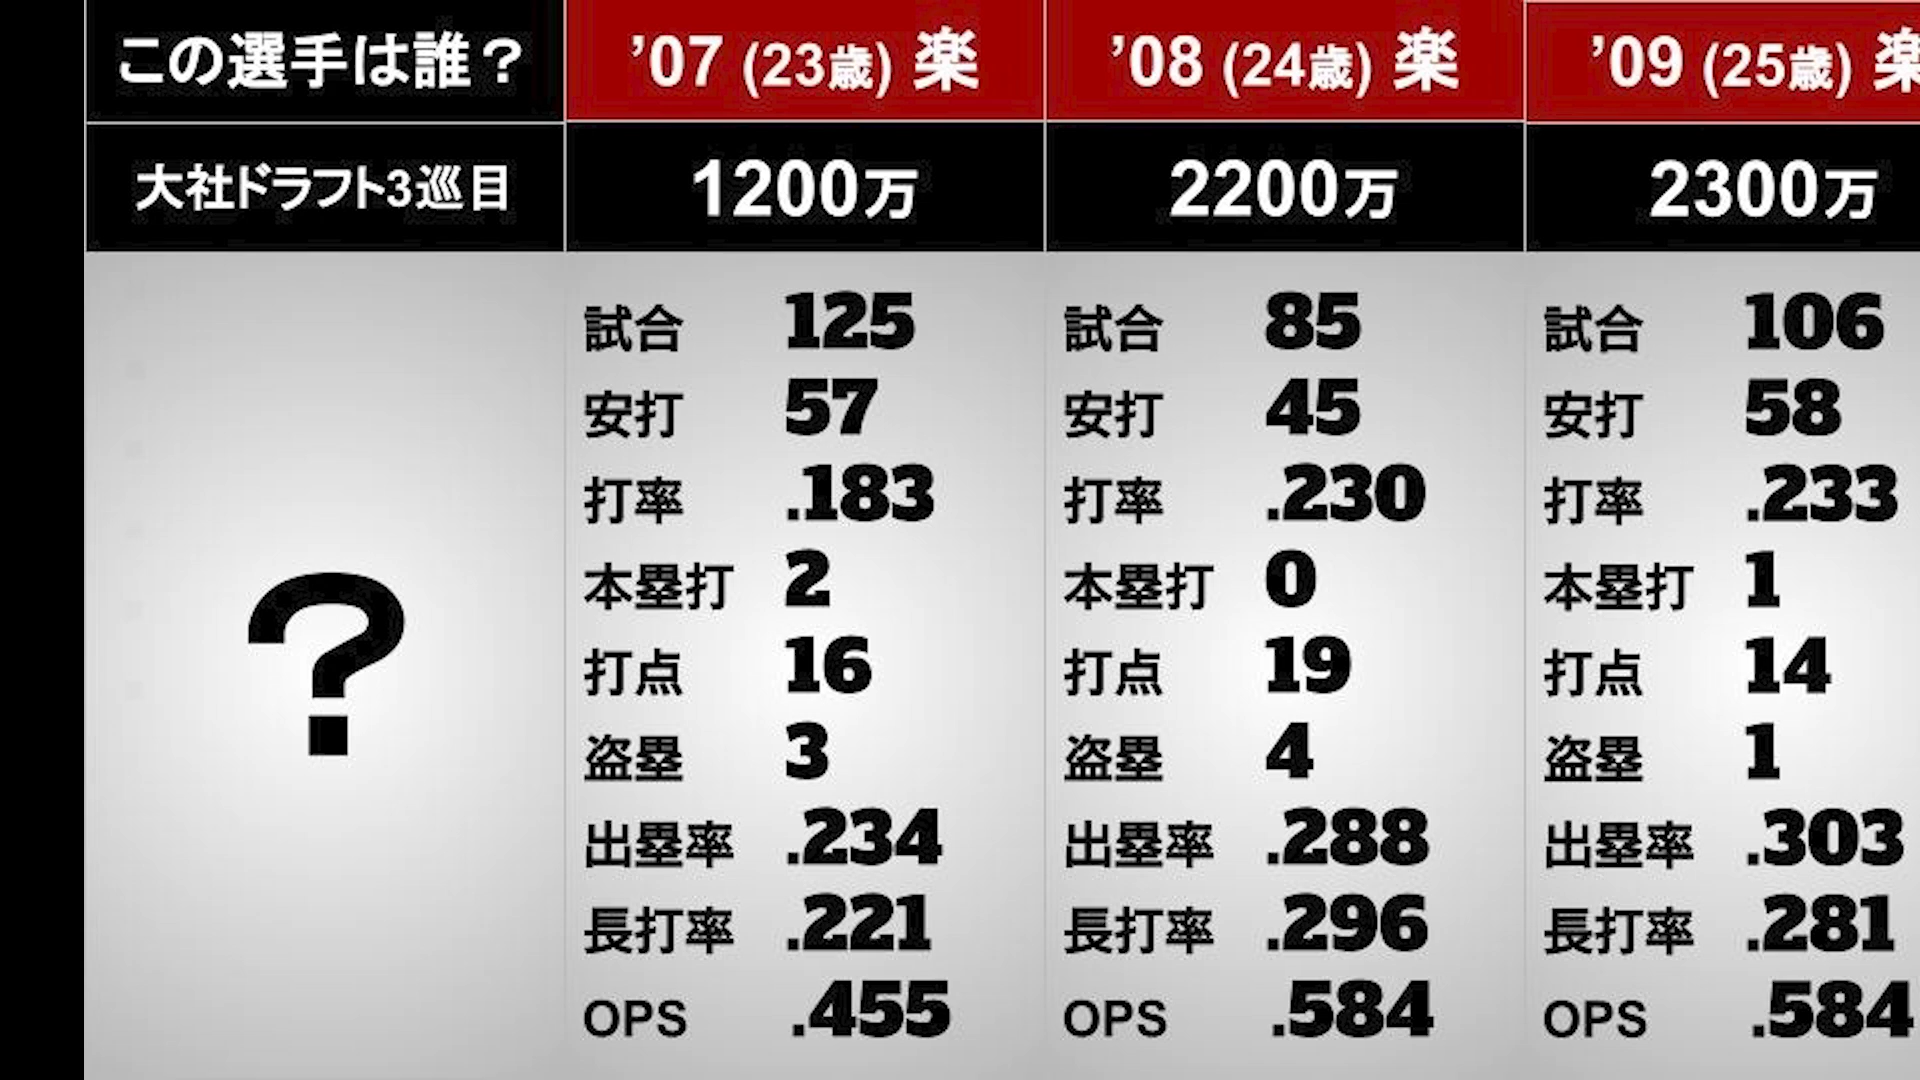 この選手は誰？ ’07 (23歳) 楽 ’08 (24歳) 楽 ’09 (25歳) 楽
大社ドラフト3巡目 1200万 2200万 2300万
試合 125 試合 85 試合 106
安打 57 安打 45 安打 58
打率 .183 打率 .230 打率 .233
本塁打 2 本塁打 0 本塁打 1
打点 16 打点 19 打点 14
盗塁 3 盗塁 4 盗塁 1
出塁率 .234 出塁率 .288 出塁率 .303
長打率 .221 長打率 .296 長打率 .281
OPS .455 OPS .584 OPS .584
?